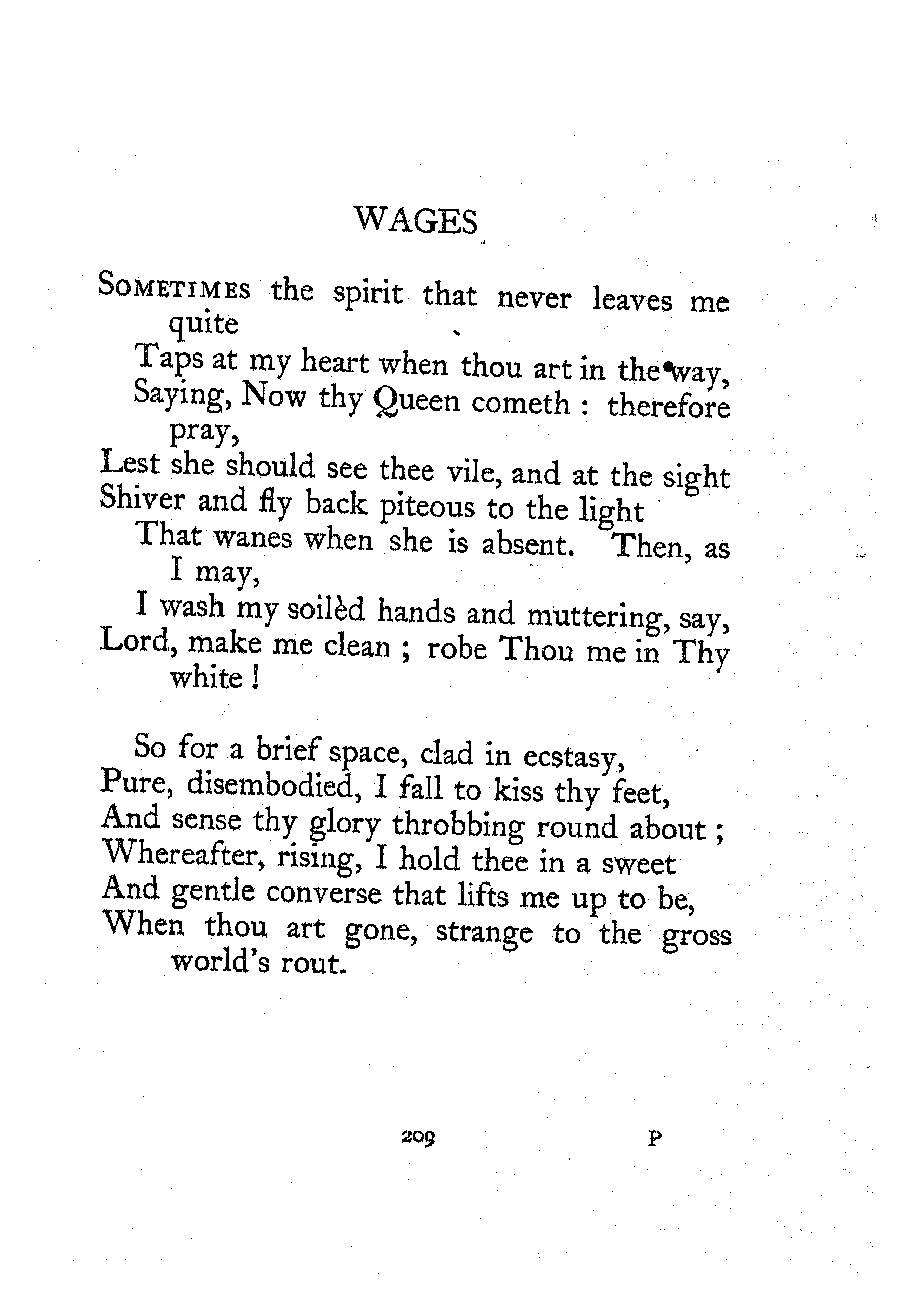 WAGES
SOMETIMES the spirit that never leaves me
quite
Taps at my heart when thou art in the way,
Saying, Now thy Queen cometh : therefore
pray,
Lest she should see thee vile, and at the sight
Shiver and fly back piteous to the light
That wanes when she is absent. Then, as
I may,
I wash my soilèd hands and muttering, say,
Lord, make me clean ; robe Thou me in Thy
white !
So for a brief space, clad in ecstasy,
Pure, disembodied, I fall to kiss thy feet,
And sense thy glory throbbing round about ;
Whereafter, rising, I hold thee in a sweet
And gentle converse that lifts me up to be,
When thou art gone, strange to the gross
world's rout.
209 P